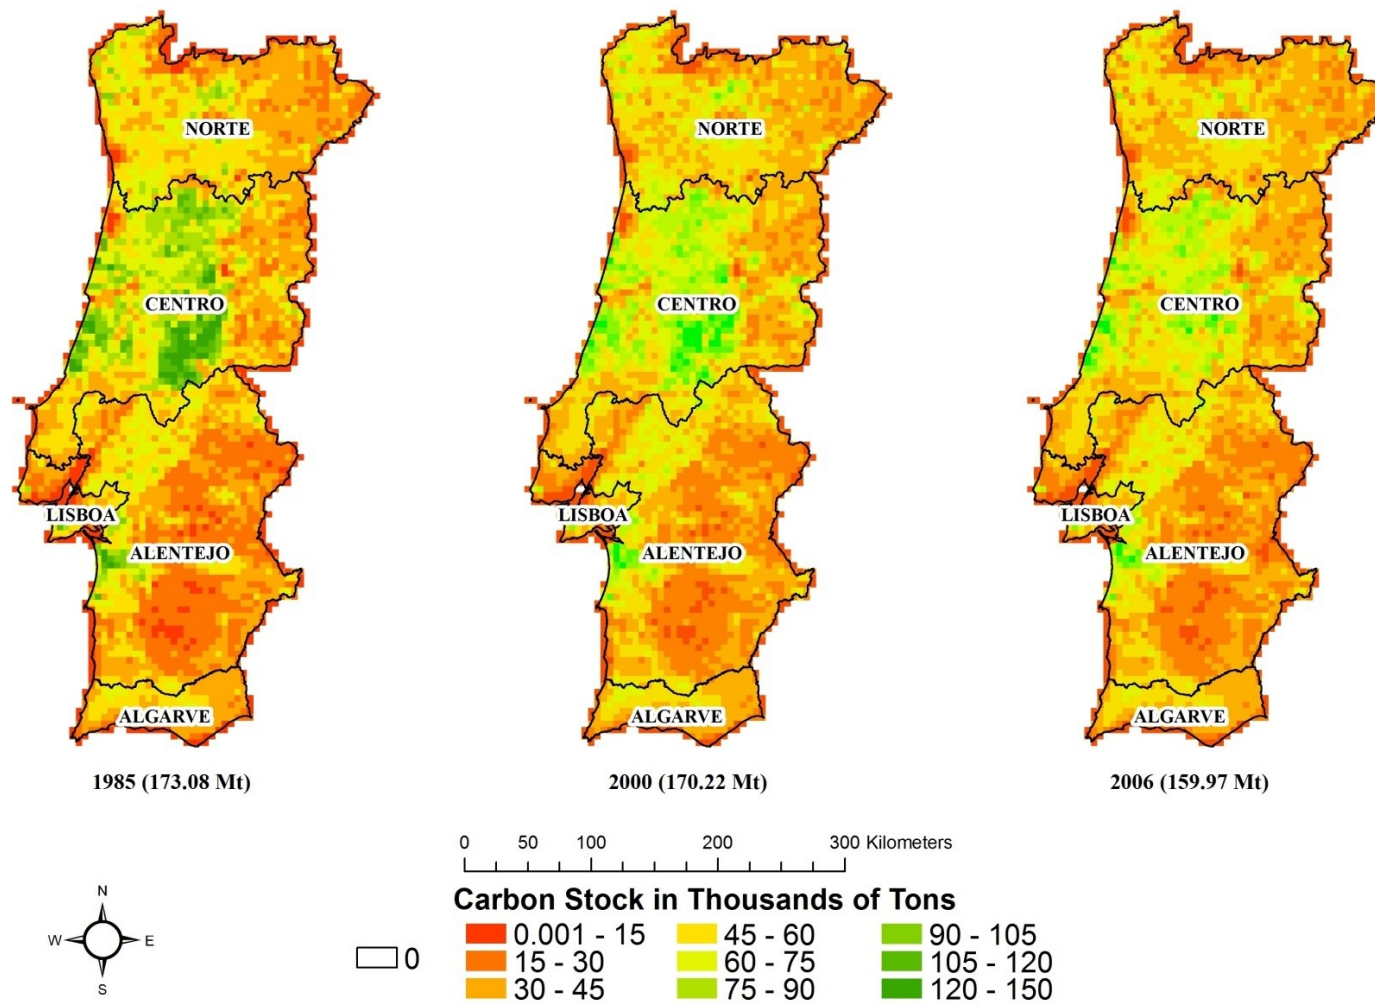 NORTE
NORTE
NORTE
CENTRO
CENTRO
CENTRO
LISBOA
LISBOA
LISBOA
ALENTEJO
ALENTEJO
ALENTEJO
ALGARVE
ALGARVE
ALGARVE
1985 (173.08 Mt)
2000 (170.22 Mt)
2006 (159.97 Mt)
0 50 100 200 300 Kilometers
N
W E
S
Carbon Stock in Thousands of Tons
0
0.001 - 15
15 - 30
30 - 45
45 - 60
60 - 75
75 - 90
90 - 105
105 - 120
120 - 150